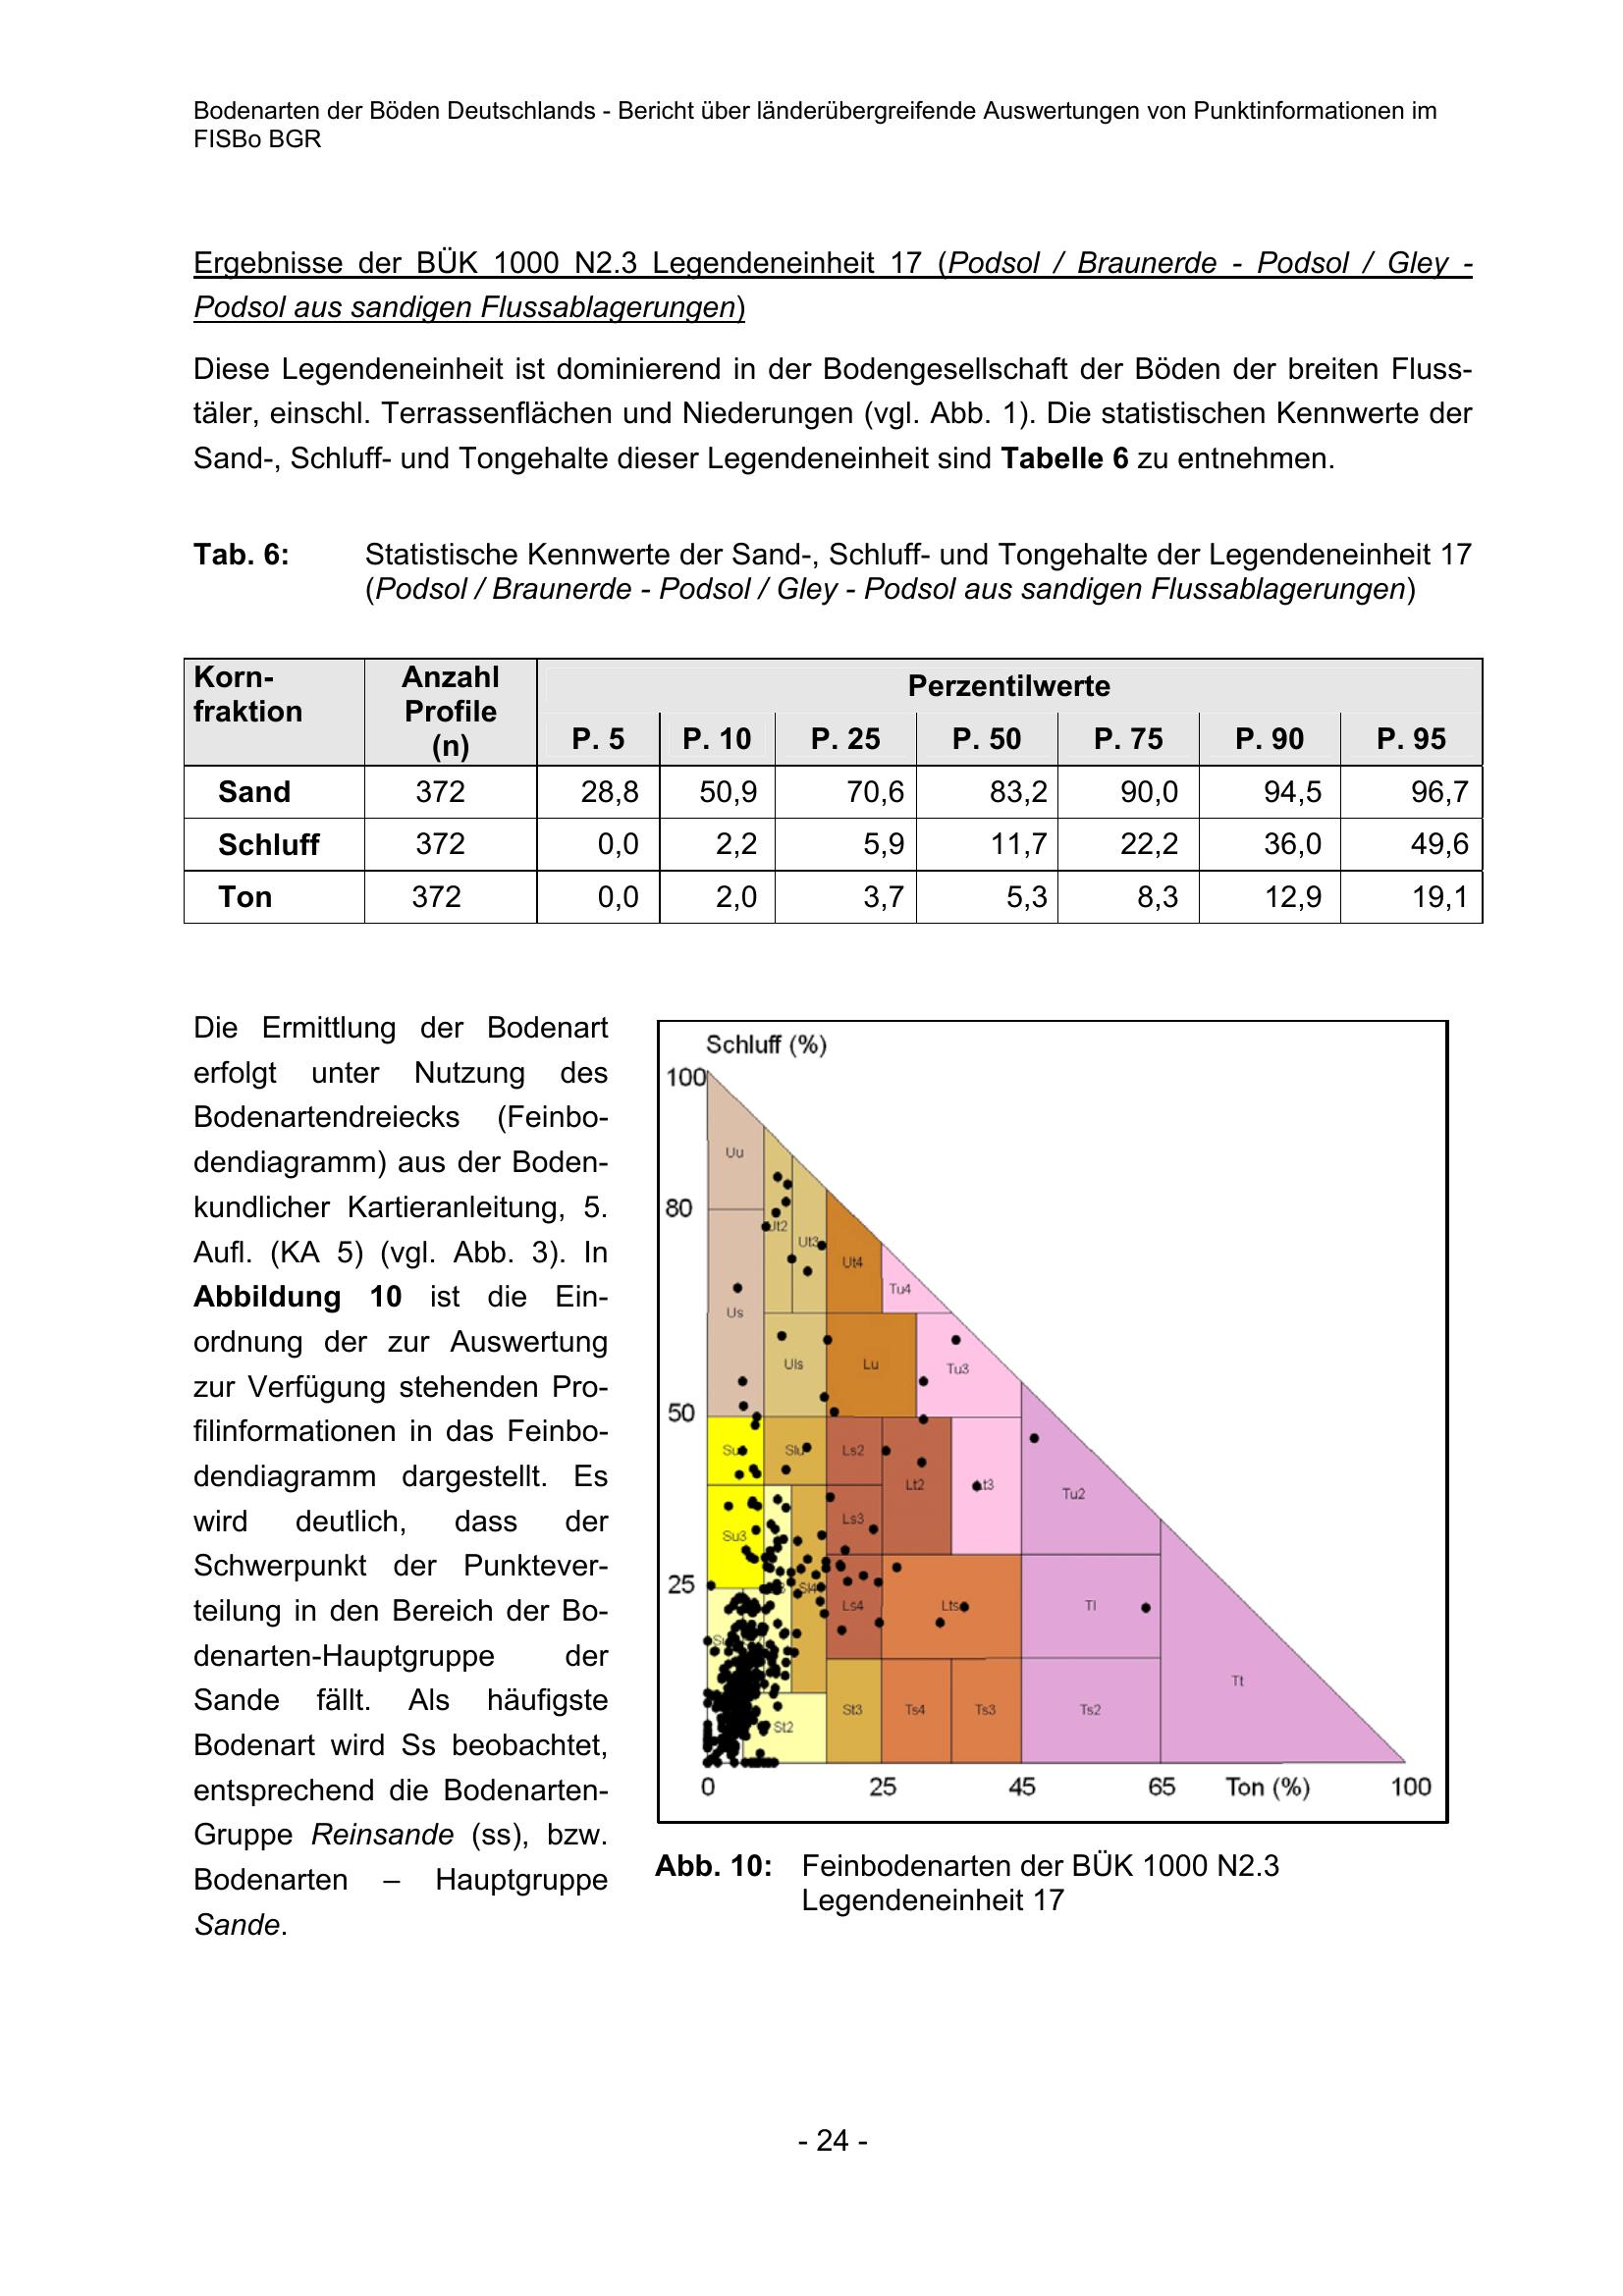 Bodenarten der Böden Deutschlands - Bericht über länderübergreifende Auswertungen von Punktinformationen im
FISBo BGR
Ergebnisse der BÜK 1000 N2.3 Legendeneinheit 17 (Podsol / Braunerde - Podsol / Gley -
Podsol aus sandigen Flussablagerungen)
Diese Legendeneinheit ist dominierend in der Bodengesellschaft der Böden der breiten Fluss-
täler, einschl. Terrassenflächen und Niederungen (vgl. Abb. 1). Die statistischen Kennwerte der
Sand-, Schluff- und Tongehalte dieser Legendeneinheit sind Tabelle 6 zu entnehmen.
Tab. 6: Statistische Kennwerte der Sand-, Schluff- und Tongehalte der Legendeneinheit 17
(Podsol / Braunerde - Podsol / Gley - Podsol aus sandigen Flussablagerungen)
Korn-
fraktion
Anzahl
Profile
(n)
Perzentilwerte
P. 5 P. 10 P. 25 P. 50 P. 75 P. 90 P. 95
Sand 372 28,8 50,9 70,6 83,2 90,0 94,5 96,7
Schluff 372 0,0 2,2 5,9 11,7 22,2 36,0 49,6
Ton 372 0,0 2,0 3,7 5,3 8,3 12,9 19,1
Die Ermittlung der Bodenart
erfolgt unter Nutzung des
Bodenartendreiecks (Feinbo-
dendiagramm) aus der Boden-
kundlicher Kartieranleitung, 5.
Aufl. (KA 5) (vgl. Abb. 3). In
Abbildung 10 ist die Ein-
ordnung der zur Auswertung
zur Verfügung stehenden Pro-
filinformationen in das Feinbo-
dendiagramm dargestellt. Es
wird deutlich, dass der
Schwerpunkt der Punktever-
teilung in den Bereich der Bo-
denarten-Hauptgruppe der
Sande fällt. Als häufigste
Bodenart wird Ss beobachtet,
entsprechend die Bodenarten-
Gruppe Reinsande (ss), bzw.
Bodenarten – Hauptgruppe
Sande.
Schluff (%)
100
Uu
80
Ut2
Ut3
Ut4
Tu4
Us
Uls
Lu
Tu3
50
Slu
Ls2
Lt2
Tu2
Su3
Ls3
25
Sl4
Ls4
Lts
Tl
Tt
St2
St3
Ts4
Ts3
Ts2
0 25 45 65 Ton (%) 100
Abb. 10: Feinbodenarten der BÜK 1000 N2.3
Legendeneinheit 17
- 24 -